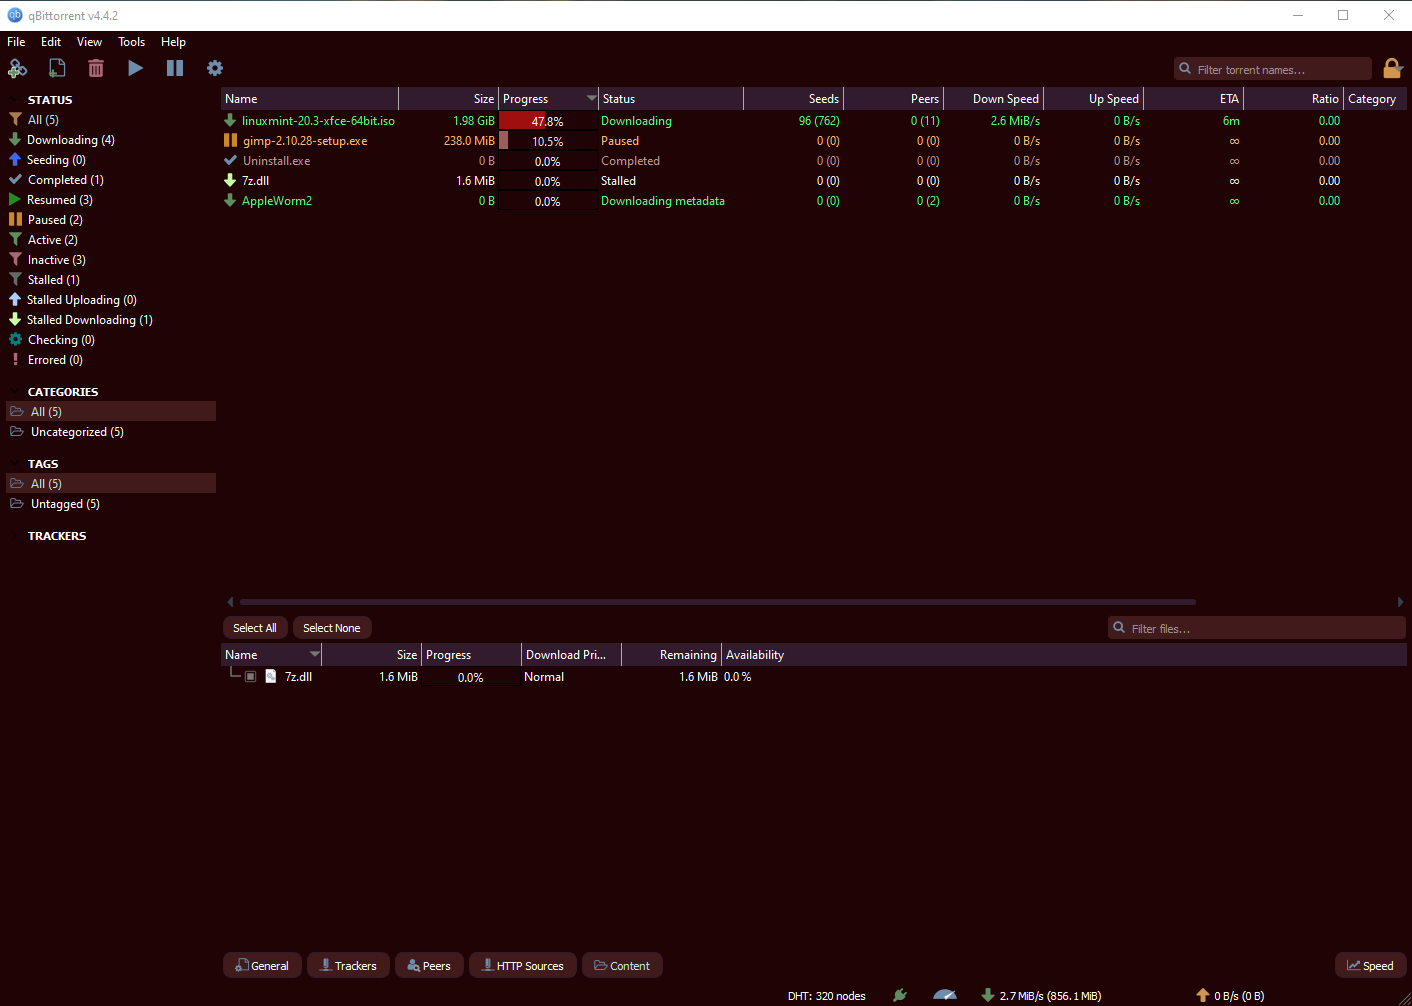 qBittorrent v4.4.2
File Edit View Tools Help
Filter torrent names...
STATUS
All (5)
Downloading (4)
Seeding (0)
Completed (1)
Resumed (3)
Paused (2)
Active (2)
Inactive (3)
Stalled (1)
Stalled Uploading (0)
Stalled Downloading (1)
Checking (0)
Errored (0)
CATEGORIES
All (5)
Uncategorized (5)
TAGS
All (5)
Untagged (5)
TRACKERS
Name Size Progress Status Seeds Peers Down Speed Up Speed ETA Ratio Category
linuxmint-20.3-xfce-64bit.iso 1.98 GiB 47.8% Downloading 96 (762) 0 (11) 2.6 MiB/s 0 B/s 6m 0.00
gimp-2.10.28-setup.exe 238.0 MiB 10.5% Paused 0 (0) 0 (0) 0 B/s 0 B/s ∞ 0.00
Uninstall.exe 0 B 0.0% Completed 0 (0) 0 (0) 0 B/s 0 B/s ∞ 0.00
7z.dll 1.6 MiB 0.0% Stalled 0 (0) 0 (0) 0 B/s 0 B/s ∞ 0.00
AppleWorm2 0 B 0.0% Downloading metadata 0 (0) 0 (2) 0 B/s 0 B/s ∞ 0.00
Select All Select None Filter files...
Name Size Progress Download Pri... Remaining Availability
7z.dll 1.6 MiB 0.0% Normal 1.6 MiB 0.0 %
General Trackers Peers HTTP Sources Content Speed
DHT: 320 nodes 2.7 MiB/s (856.1 MiB) 0 B/s (0 B)